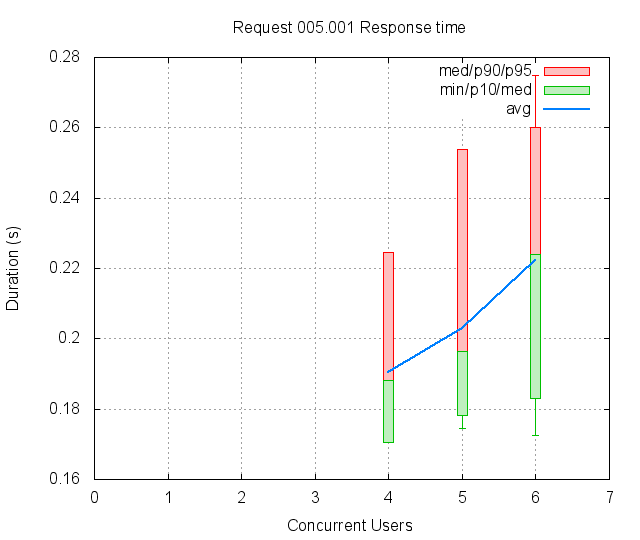 Request 005.001 Response time
0.28
0.26
0.24
0.22
0.2
0.18
0.16
Duration (s)
med/p90/p95
min/p10/med
avg
0 1 2 3 4 5 6 7
Concurrent Users